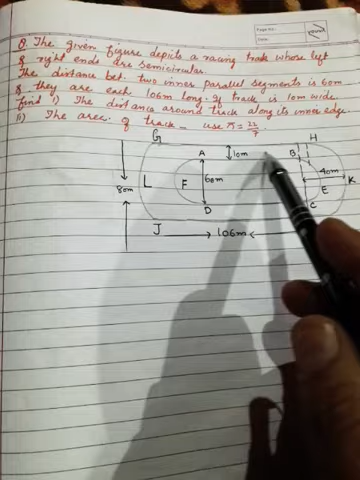 Q. The given figure depicts a racing track whose left
& right ends are semicircular.
The distance bet. two inner parallel segments is 60m
& they are each 106m long. If track is 10m wide.
find i) The distance around track along its inner edge.
ii) The area of track – use π = 22/7.
G H
A 10m B
80m L F 60m 40m K
E
D C
J 106m